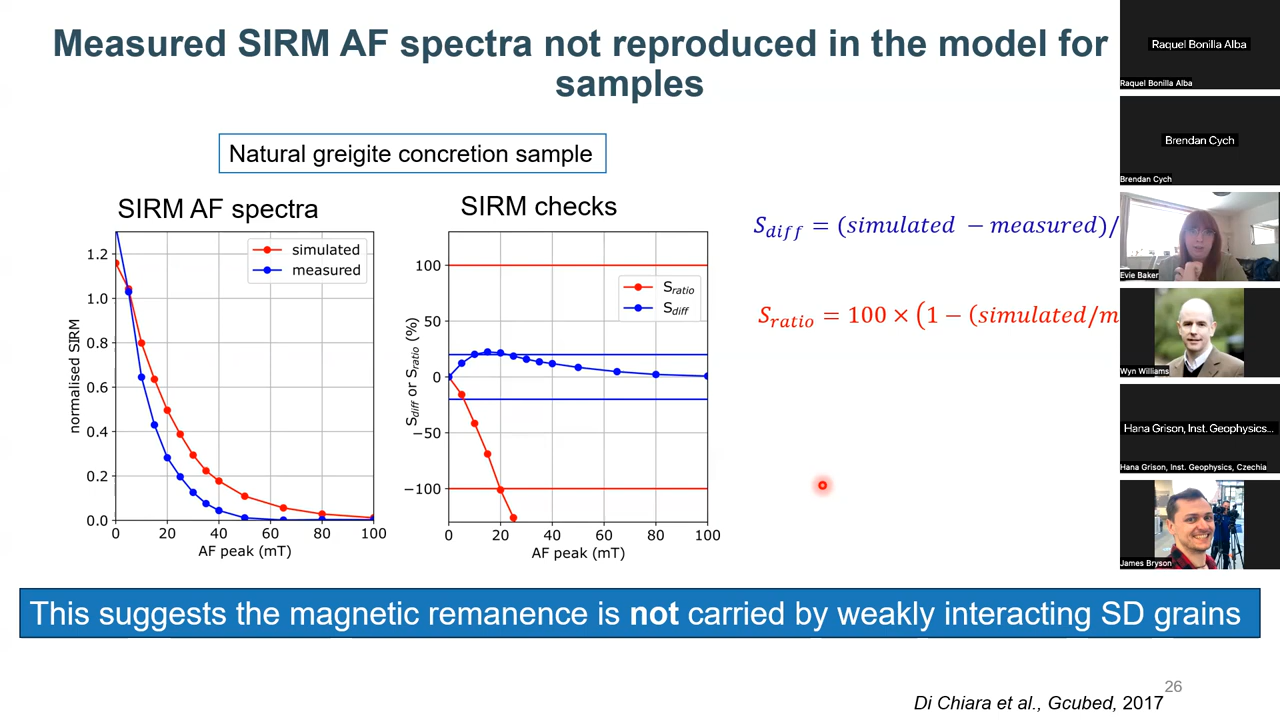 Measured SIRM AF spectra not reproduced in the model for
samples
Natural greigite concretion sample
SIRM AF spectra
1.2
1.0
0.8
0.6
0.4
0.2
0.0
normalised SIRM
simulated
measured
0 20 40 60 80 100
AF peak (mT)
SIRM checks
100
50
0
−50
−100
S_diff or S_ratio (%)
S_ratio
S_diff
0 20 40 60 80 100
AF peak (mT)
S_diff = (simulated − measured)/
S_ratio = 100 × (1 − (simulated/m
This suggests the magnetic remanence is not carried by weakly interacting SD grains
26
Di Chiara et al., Gcubed, 2017
Raquel Bonilla Alba
Raquel Bonilla Alba
Brendan Cych
Brendan Cych
Evie Baker
Wyn Williams
Hana Grison, Inst. Geophysics...
Hana Grison, Inst. Geophysics, Czechia
James Bryson